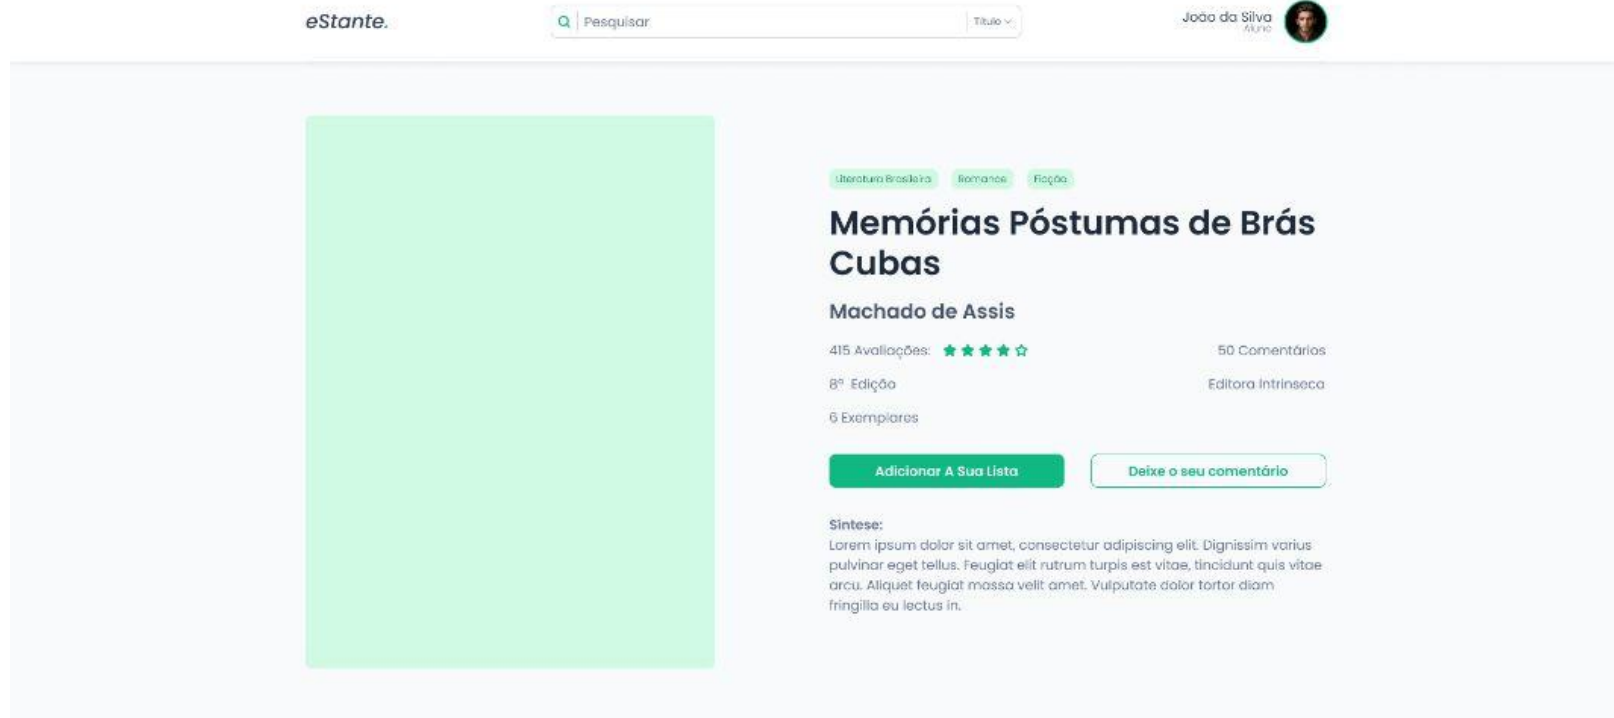 eStante.
Pesquisar
Título
João da Silva
Aluno
Literatura Brasileira
Romance
Ficção
Memórias Póstumas de Brás
Cubas
Machado de Assis
415 Avaliações:
50 Comentários
8º Edição
Editora Intrinseca
6 Exemplares
Adicionar A Sua Lista
Deixe o seu comentário
Síntese:
Lorem ipsum dolor sit amet, consectetur adipiscing elit. Dignissim varius
pulvinar eget tellus. Feugiat elit rutrum turpis est vitae, tincidunt quis vitae
arcu. Aliquet feugiat massa velit amet. Vulputate dolor tortor diam
fringilla eu lectus in.